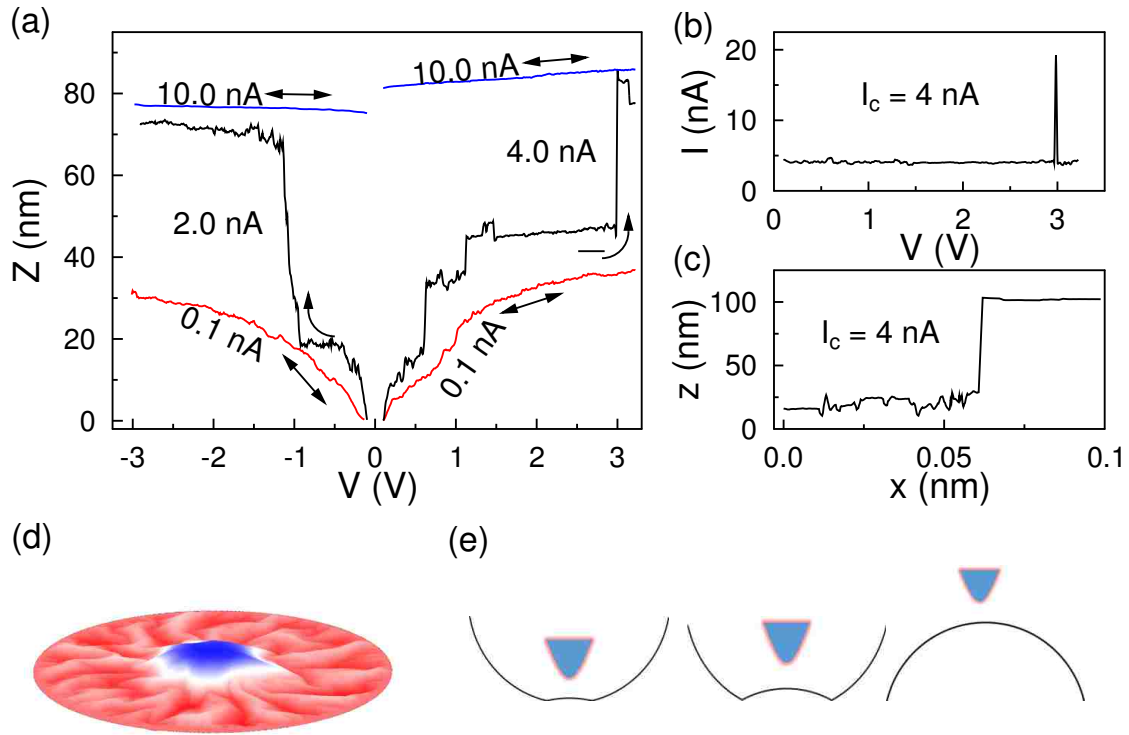 (a)
Z (nm)
80
60
40
20
0
-3 -2 -1 0 1 2 3
V (V)
10.0 nA
10.0 nA
2.0 nA
4.0 nA
0.1 nA
0.1 nA
(b)
I (nA)
20
10
0
I_c = 4 nA
0 1 2 3
V (V)
(c)
z (nm)
100
50
0
I_c = 4 nA
0.0 0.05 0.1
x (nm)
(d)
(e)